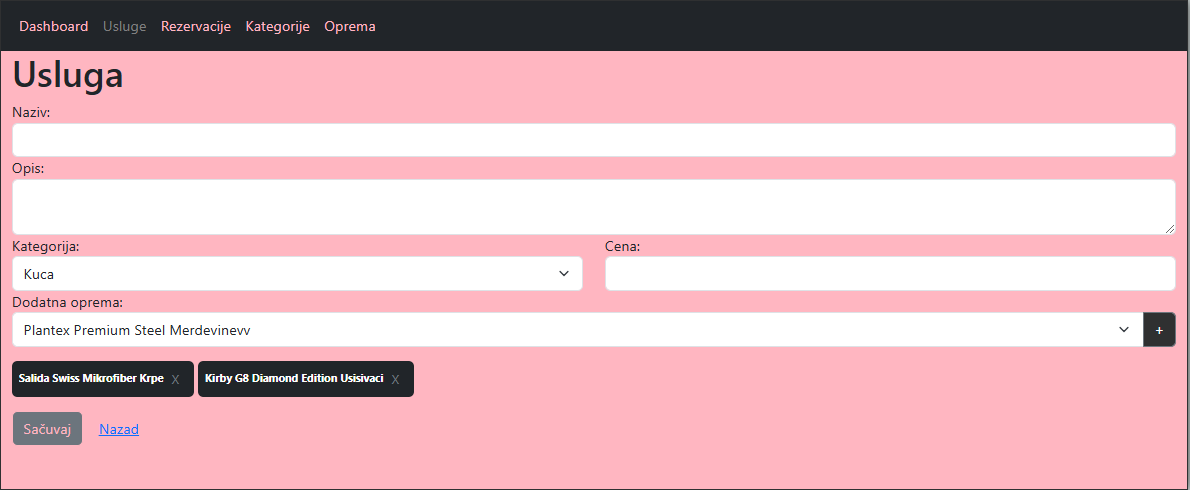 Dashboard Usluge Rezervacije Kategorije Oprema
Usluga
Naziv:
Opis:
Kategorija: Cena:
Kuca
Dodatna oprema:
Plantex Premium Steel Merdevinevv +
Salida Swiss Mikrofiber Krpe X Kirby G8 Diamond Edition Usisivaci X
Sačuvaj Nazad